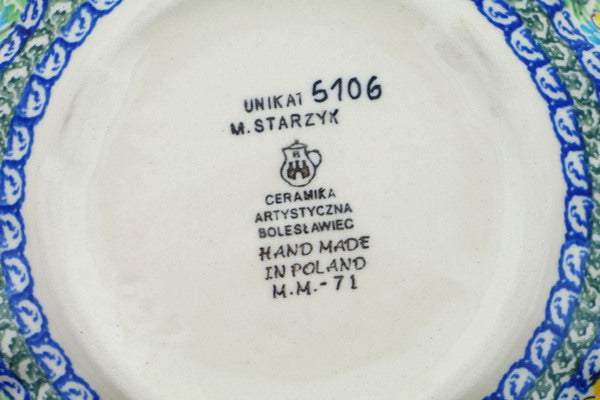 UNIKAT 5106
M. STARZYK
B
CERAMIKA
ARTYSTYCZNA
BOLESŁAWIEC
HAND MADE
IN POLAND
M.M.-71